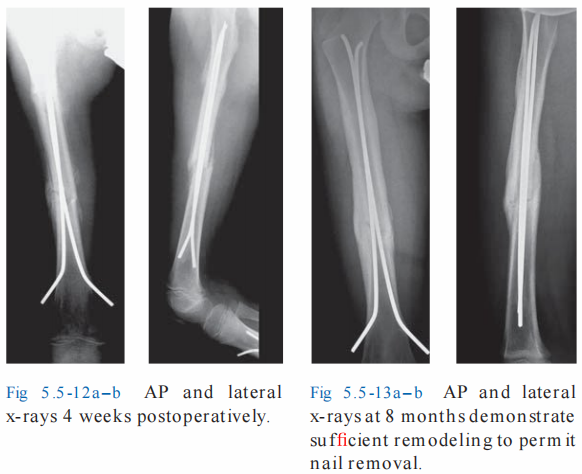 Fig 5.5-12a–b AP and lateral
x-rays 4 weeks postoperatively.
Fig 5.5-13a–b AP and lateral
x-rays at 8 months demonstrate
sufficient remodeling to permit
nail removal.